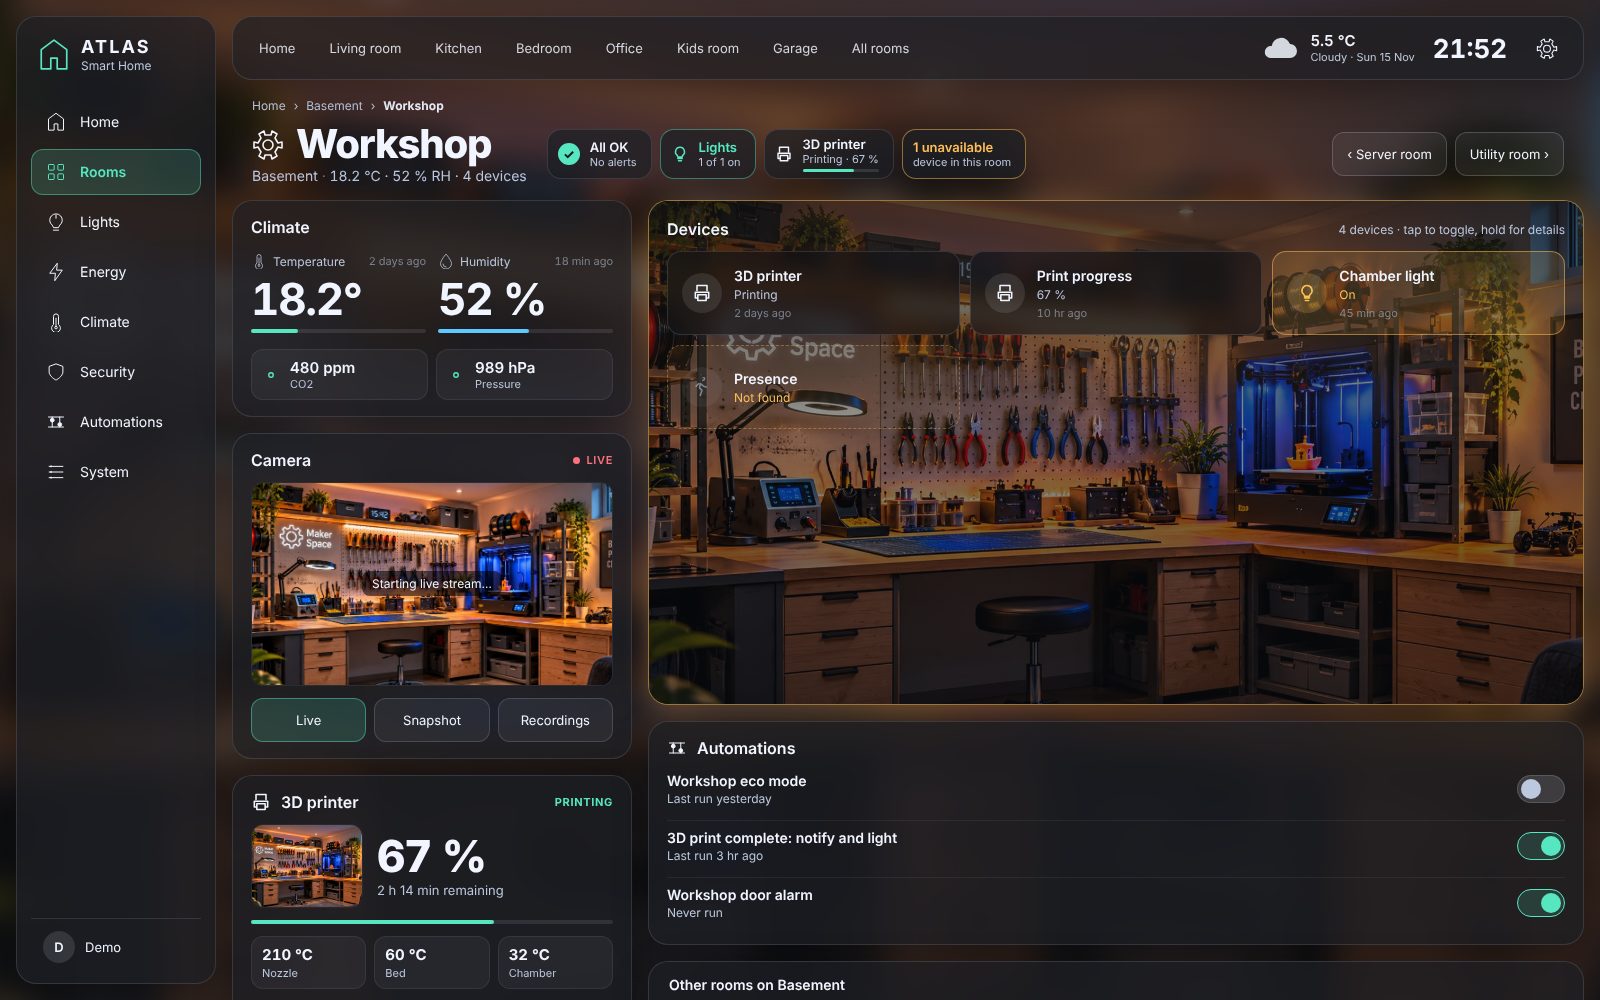 ATLAS
Smart Home
Home
Rooms
Lights
Energy
Climate
Security
Automations
System
D
Demo
Home
Living room
Kitchen
Bedroom
Office
Kids room
Garage
All rooms
5.5 °C
Cloudy · Sun 15 Nov
21:52
Home › Basement › Workshop
Workshop
Basement · 18.2 °C · 52 % RH · 4 devices
All OK
No alerts
Lights
1 of 1 on
3D printer
Printing · 67 %
1 unavailable
device in this room
‹ Server room
Utility room ›
Climate
Temperature
2 days ago
18.2°
Humidity
18 min ago
52 %
480 ppm
CO2
989 hPa
Pressure
Camera
LIVE
15:42
Maker
Space
Starting live stream...
Live
Snapshot
Recordings
3D printer
PRINTING
67 %
2 h 14 min remaining
210 °C
Nozzle
60 °C
Bed
32 °C
Chamber
Devices
4 devices · tap to toggle, hold for details
3D printer
Printing
2 days ago
Print progress
67 %
10 hr ago
Chamber light
On
45 min ago
Space
Presence
Not found
Automations
Workshop eco mode
Last run yesterday
3D print complete: notify and light
Last run 3 hr ago
Workshop door alarm
Never run
Other rooms on Basement